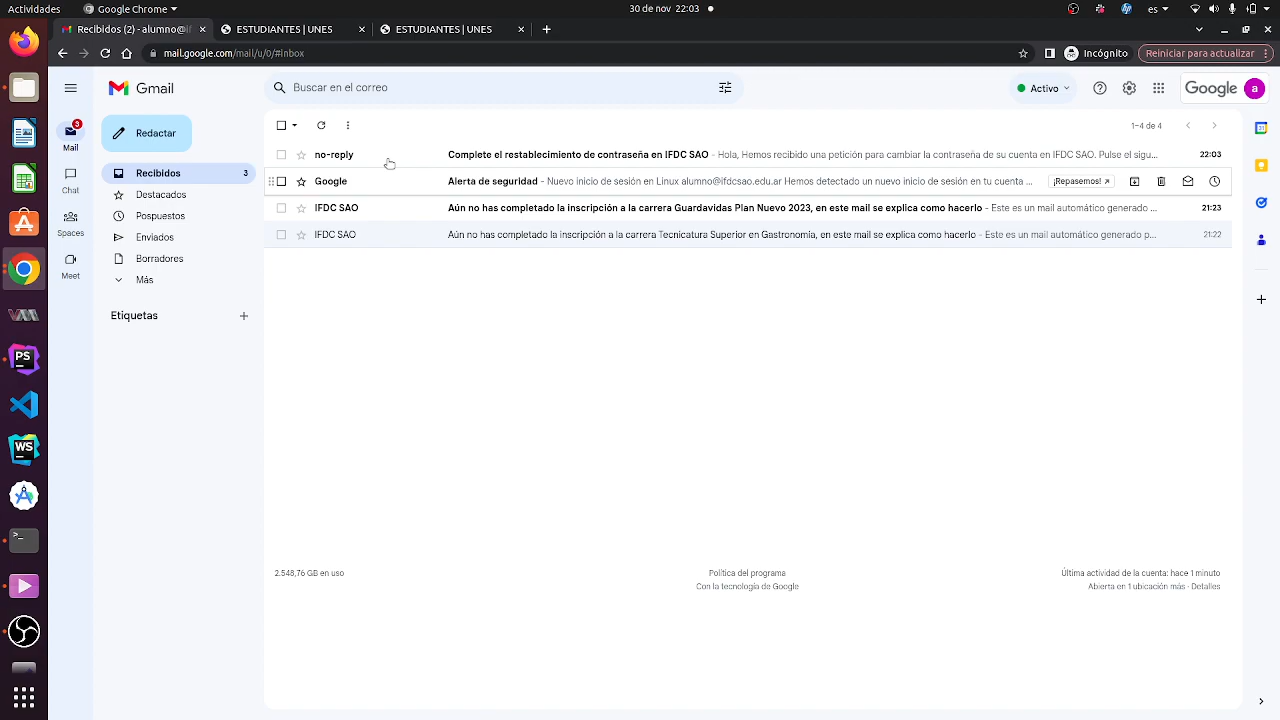 Actividades
Google Chrome
30 de nov 22:03
es
Recibidos (2) - alumno@if
ESTUDIANTES | UNES
ESTUDIANTES | UNES
mail.google.com/mail/u/0/#inbox
Incógnito
Reiniciar para actualizar
Gmail
Buscar en el correo
Activo
Google
a
3
Mail
Chat
Spaces
Meet
Redactar
Recibidos 3
Destacados
Pospuestos
Enviados
Borradores
Más
Etiquetas
1–4 de 4
no-reply Complete el restablecimiento de contraseña en IFDC SAO - Hola, Hemos recibido una petición para cambiar la contraseña de su cuenta en IFDC SAO. Pulse el sigu... 22:03
Google Alerta de seguridad - Nuevo inicio de sesión en Linux alumno@ifdcsao.edu.ar Hemos detectado un nuevo inicio de sesión en tu cuenta ... ¡Repasemos!
IFDC SAO Aún no has completado la inscripción a la carrera Guardavidas Plan Nuevo 2023, en este mail se explica como hacerlo - Este es un mail automático generado ... 21:23
IFDC SAO Aún no has completado la inscripción a la carrera Tecnicatura Superior en Gastronomía, en este mail se explica como hacerlo - Este es un mail automático generado p... 21:22
2.548,76 GB en uso
Política del programa
Con la tecnología de Google
Última actividad de la cuenta: hace 1 minuto
Abierta en 1 ubicación más - Detalles
PS
WS